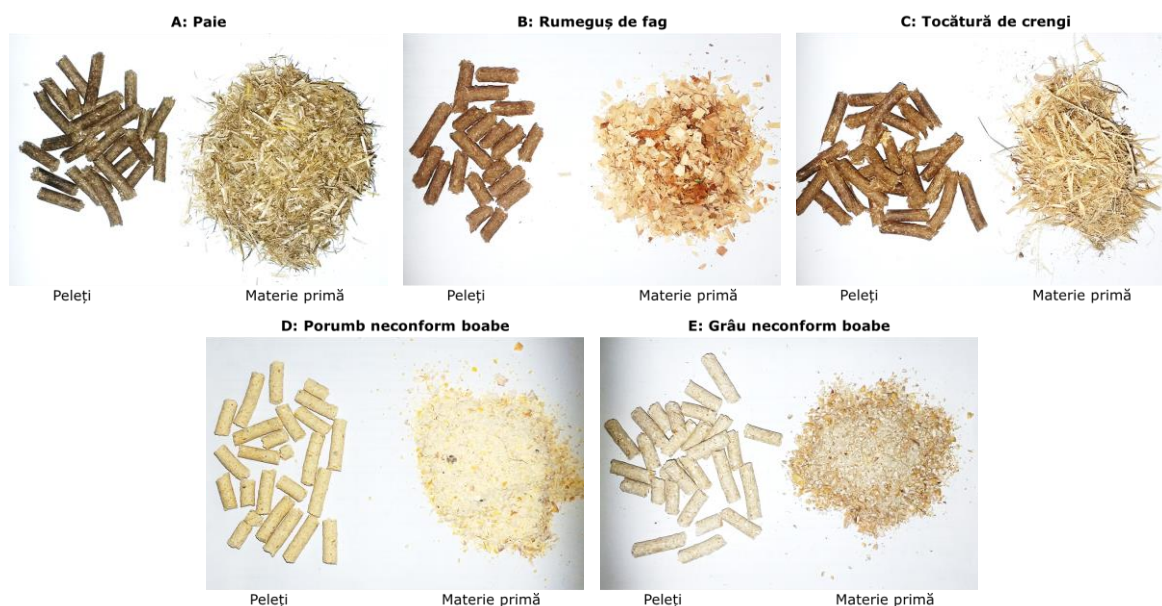 A: Paie
B: Rumeguș de fag
C: Tocătură de crengi
Peleți Materie primă
Peleți Materie primă
Peleți Materie primă
D: Porumb neconform boabe
E: Grâu neconform boabe
Peleți Materie primă
Peleți Materie primă